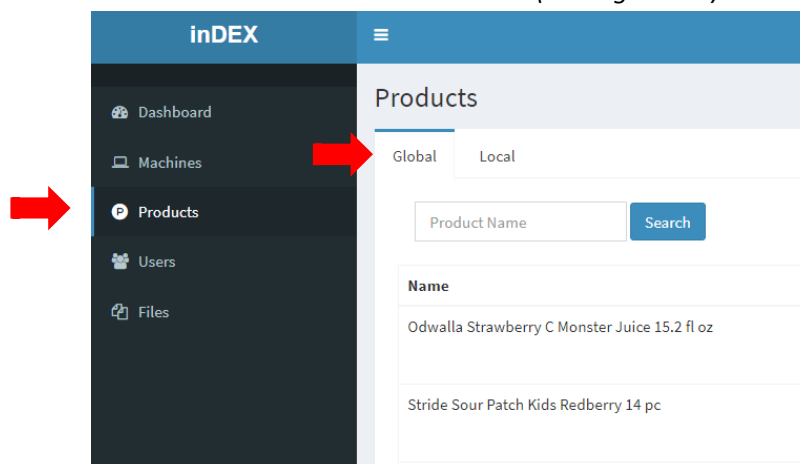 inDEX
Dashboard
Machines
Products
Users
Files
Products
Global Local
Product Name Search
Name
Odwalla Strawberry C Monster Juice 15.2 fl oz
Stride Sour Patch Kids Redberry 14 pc